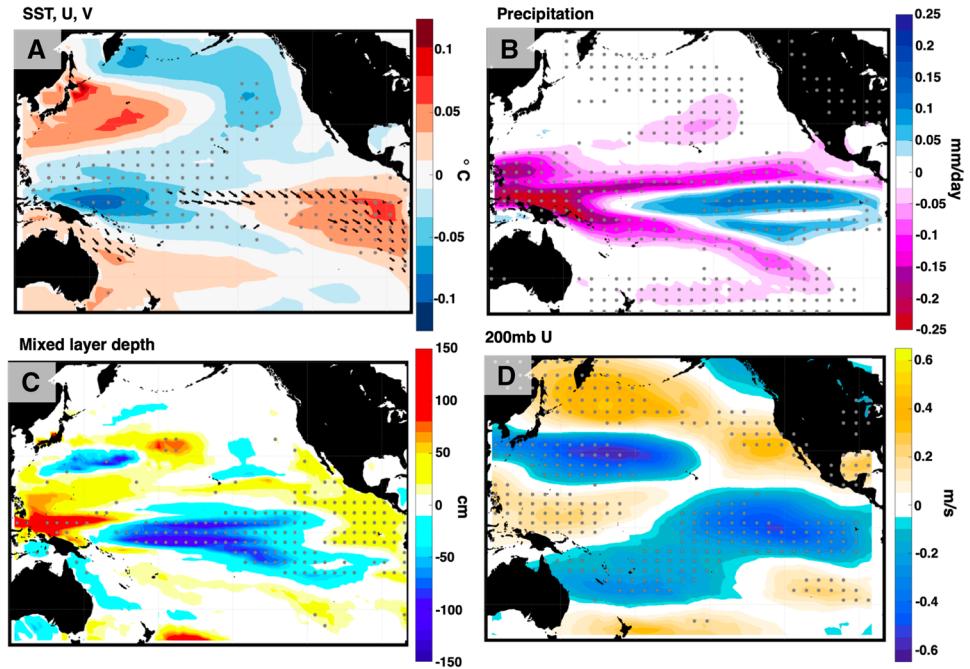 SST, U, V
A
0.1
0.05
0
-0.05
-0.1
°C
Precipitation
B
0.25
0.2
0.15
0.1
0.05
0
-0.05
-0.1
-0.15
-0.2
-0.25
mm/day
Mixed layer depth
C
150
100
50
0
-50
-100
-150
cm
200mb U
D
0.6
0.4
0.2
0
-0.2
-0.4
-0.6
m/s